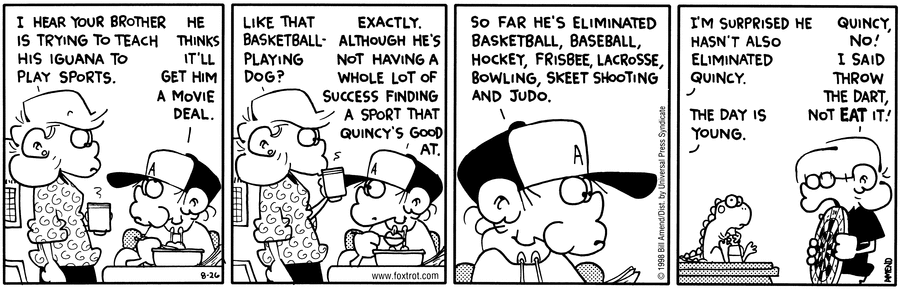 I HEAR YOUR BROTHER
IS TRYING TO TEACH
HIS IGUANA TO
PLAY SPORTS.
HE
THINKS
IT'LL
GET HIM
A MOVIE
DEAL.
A
8-26
LIKE THAT
BASKETBALL-
PLAYING
DOG?
EXACTLY.
ALTHOUGH HE'S
NOT HAVING A
WHOLE LOT OF
SUCCESS FINDING
A SPORT THAT
QUINCY'S GOOD
AT.
A
www.foxtrot.com
SO FAR HE'S ELIMINATED
BASKETBALL, BASEBALL,
HOCKEY, FRISBEE, LACROSSE,
BOWLING, SKEET SHOOTING
AND JUDO.
A
© 1998 Bill Amend/Dist. by Universal Press Syndicate
I'M SURPRISED HE
HASN'T ALSO
ELIMINATED
QUINCY.
THE DAY IS
YOUNG.
QUINCY,
NO!
I SAID
THROW
THE DART,
NOT EAT IT!
AMEND